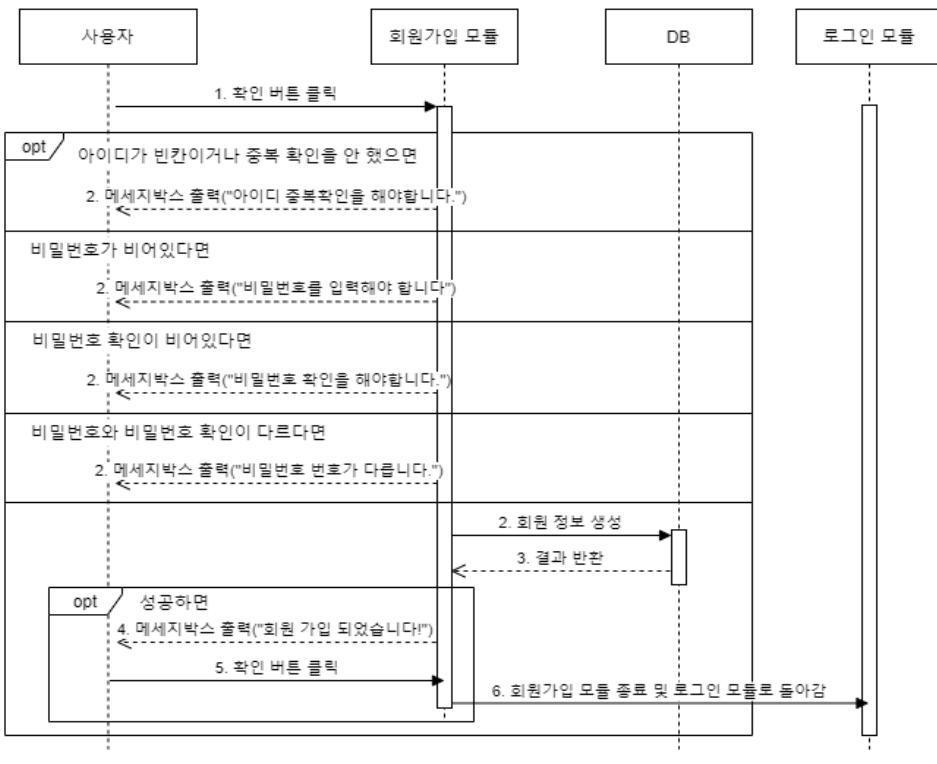 사용자
회원가입 모듈
DB
로그인 모듈
1. 확인 버튼 클릭
opt
아이디가 빈칸이거나 중복 확인을 안 했으면
2. 메세지박스 출력("아이디 중복확인을 해야합니다.")
비밀번호가 비어있다면
2. 메세지박스 출력("비밀번호를 입력해야 합니다")
비밀번호 확인이 비어있다면
2. 메세지박스 출력("비밀번호 확인을 해야합니다.")
비밀번호와 비밀번호 확인이 다르다면
2. 메세지박스 출력("비밀번호 번호가 다릅니다.")
2. 회원 정보 생성
3. 결과 반환
opt
성공하면
4. 메세지박스 출력("회원 가입 되었습니다!")
5. 확인 버튼 클릭
6. 회원가입 모듈 종료 및 로그인 모듈로 돌아감